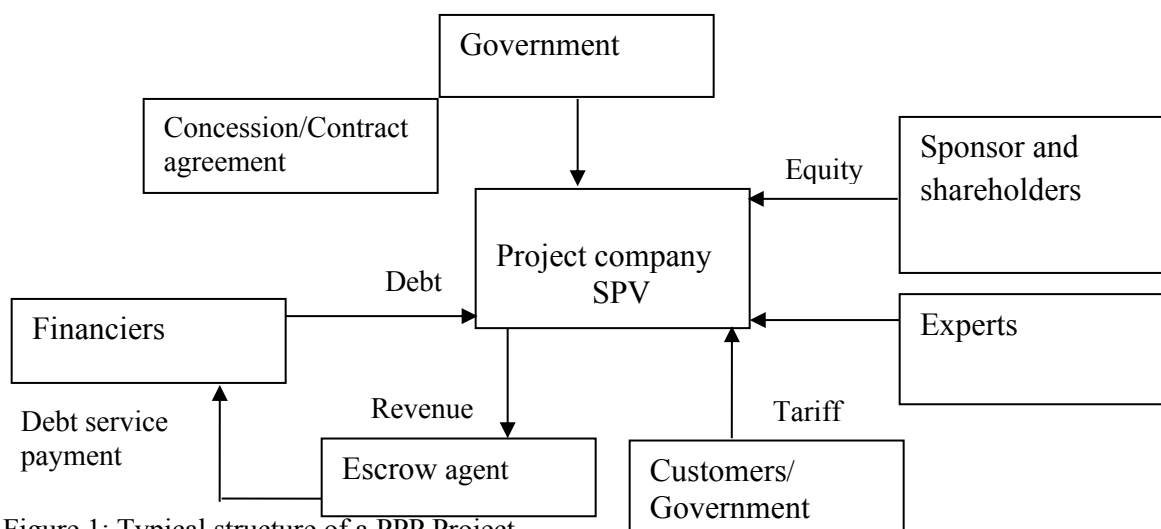 Government
Concession/Contract
agreement
Sponsor and
shareholders
Equity
Project company
SPV
Debt
Financiers
Experts
Revenue
Tariff
Debt service
payment
Escrow agent
Customers/
Government
Figure 1: Typical structure of a PPP Project